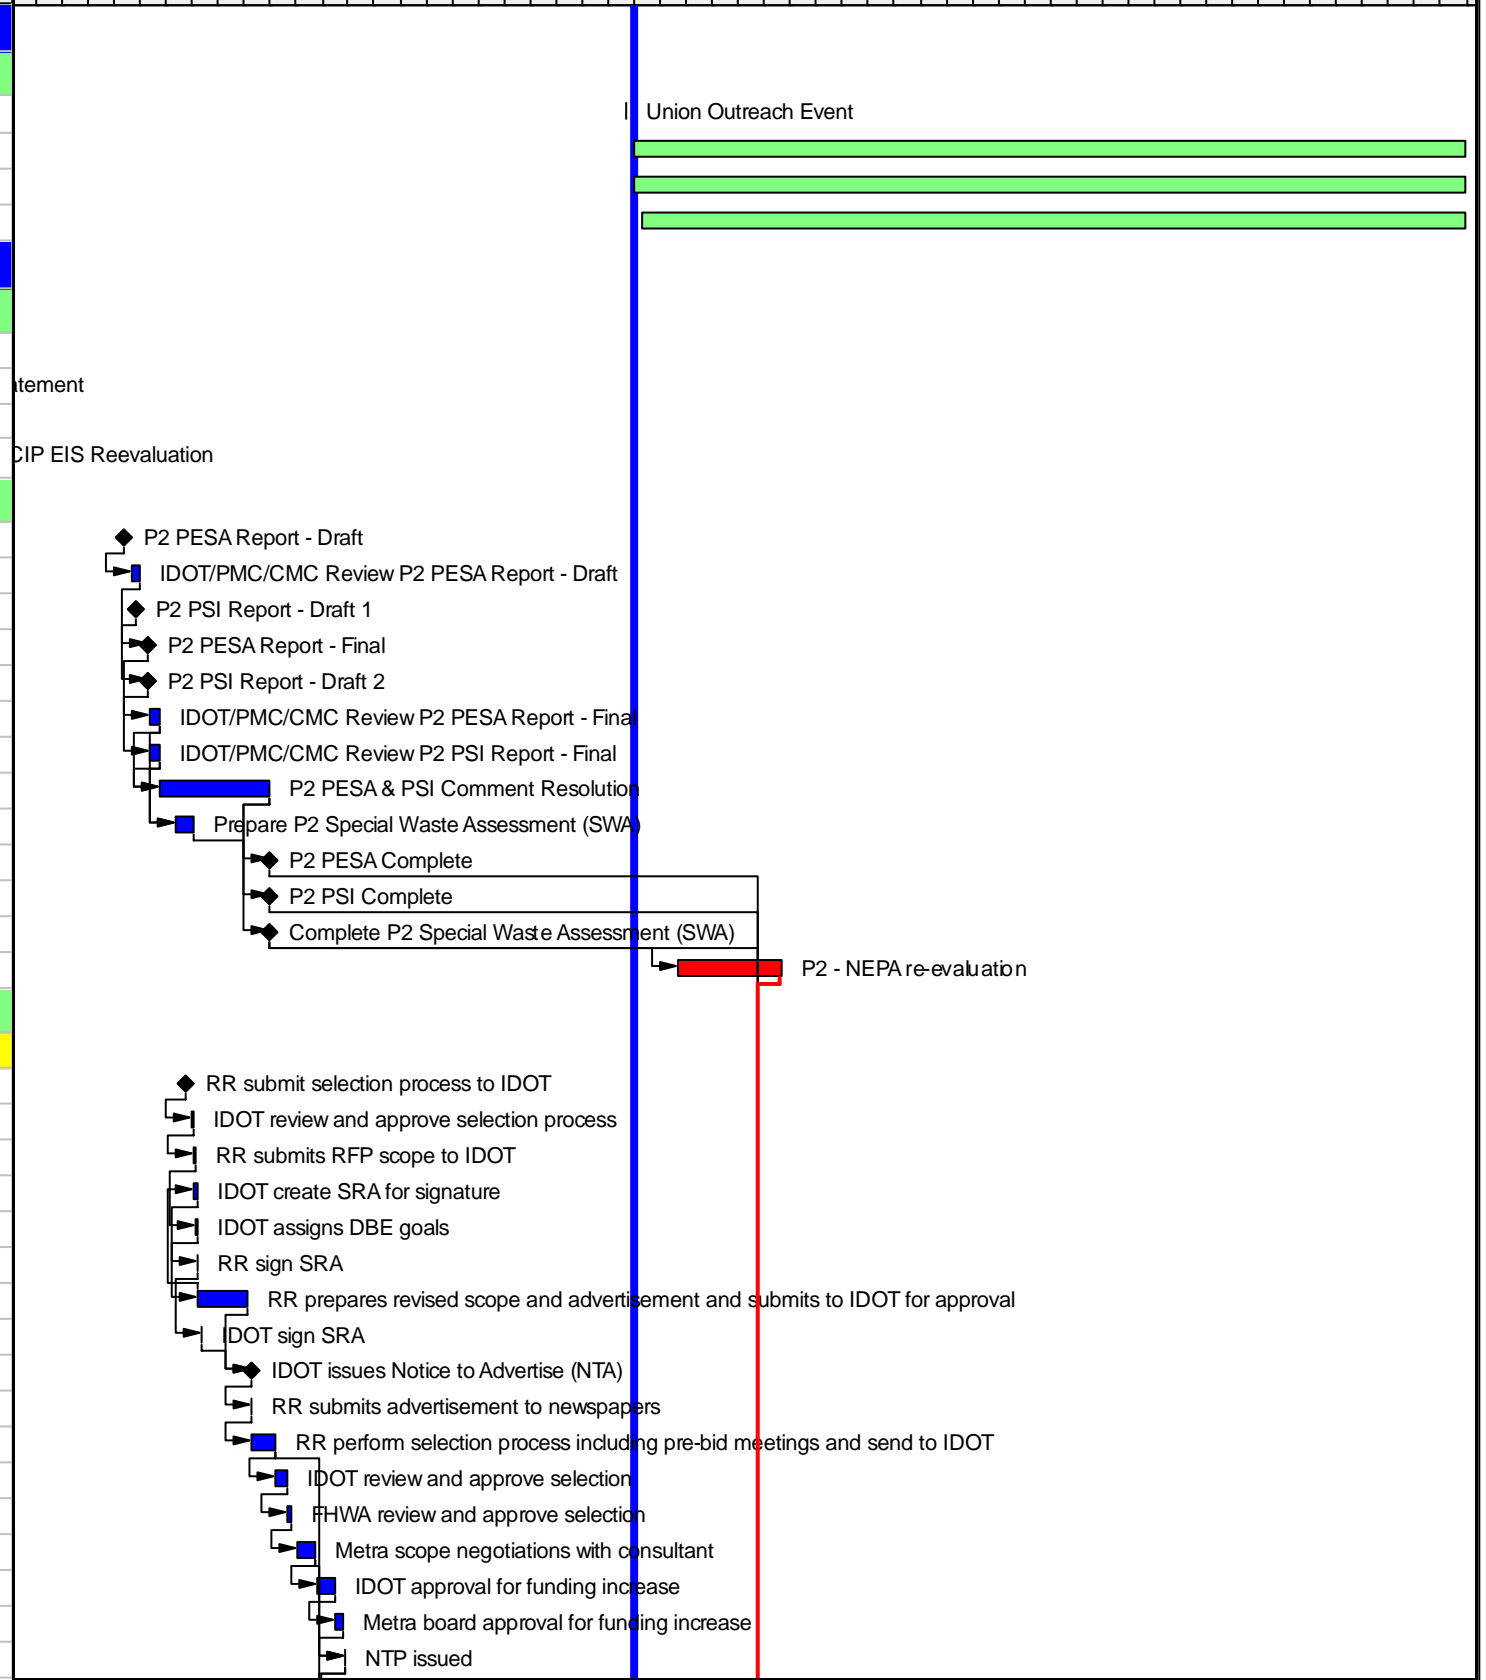 Union Outreach Event
CIP EIS Reevaluation
P2 PESA Report - Draft
IDOT/PMC/CMC Review P2 PESA Report - Draft
P2 PSI Report - Draft 1
P2 PESA Report - Final
P2 PSI Report - Draft 2
IDOT/PMC/CMC Review P2 PESA Report - Final
IDOT/PMC/CMC Review P2 PSI Report - Final
P2 PESA & PSI Comment Resolution
Prepare P2 Special Waste Assessment (SWA)
P2 PESA Complete
P2 PSI Complete
Complete P2 Special Waste Assessment (SWA)
P2 - NEPA re-evaluation
RR submit selection process to IDOT
IDOT review and approve selection process
RR submits RFP scope to IDOT
IDOT create SRA for signature
IDOT assigns DBE goals
RR sign SRA
RR prepares revised scope and advertisement and submits to IDOT for approval
IDOT sign SRA
IDOT issues Notice to Advertise (NTA)
RR submits advertisement to newspapers
RR perform selection process including pre-bid meetings and send to IDOT
IDOT review and approve selection
FHWA review and approve selection
Metra scope negotiations with consultant
IDOT approval for funding increase
Metra board approval for funding increase
NTP issued